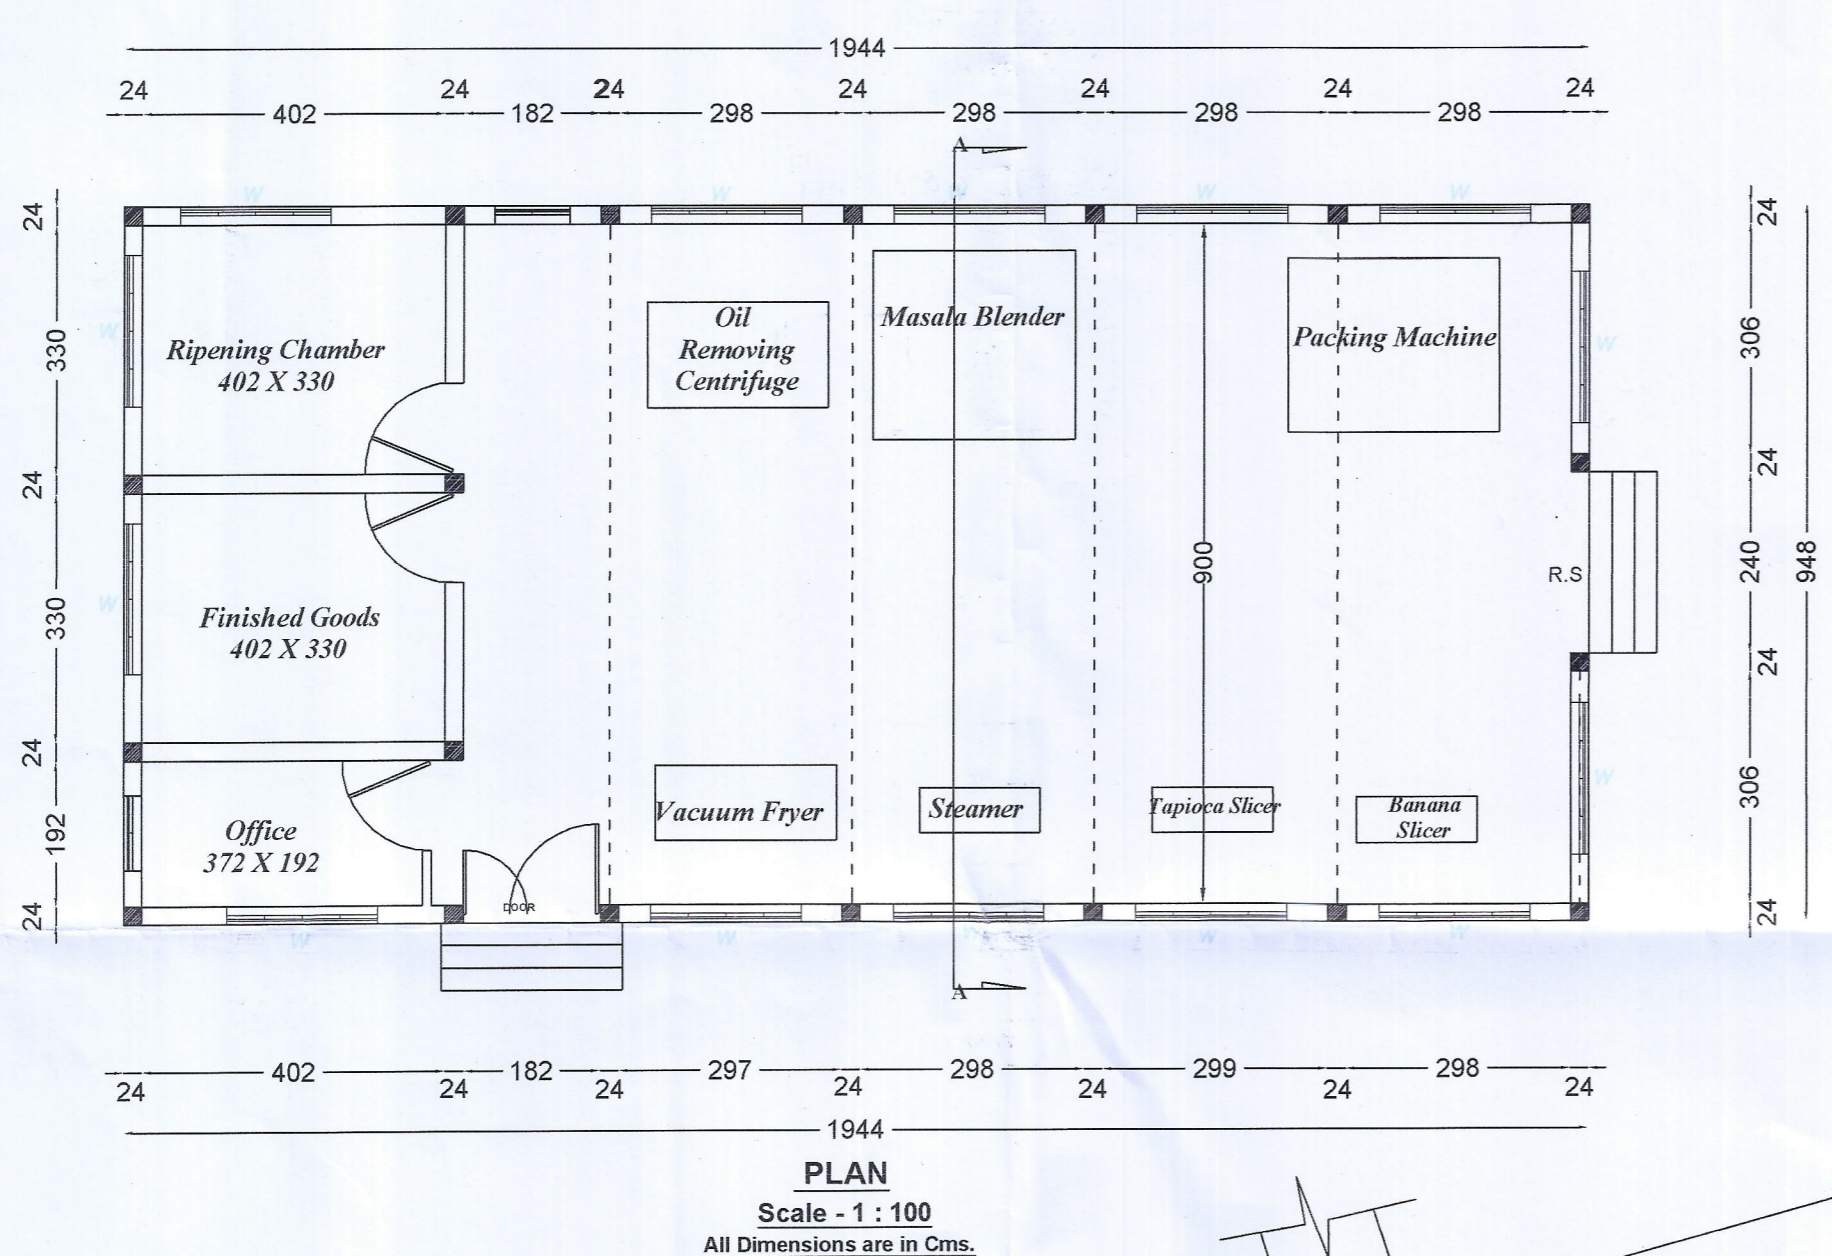 1944
24 24 24 24 24 24 24
402 182 298 298 298 298
A
W W W W W
24 24
330 Ripening Chamber
402 X 330
Oil
Removing
Centrifuge
Masala Blender
Packing Machine
306
W W
24 24
900
R.S
240
948
W
330 Finished Goods
402 X 330
24
24
W
192 Office
372 X 192
Vacuum Fryer
Steamer
Tapioca Slicer
Banana
Slicer
306
24 DOOR 24
W W W W W
A
402 182 297 298 299 298
24 24 24 24 24 24 24
1944
PLAN
Scale - 1 : 100
All Dimensions are in Cms.